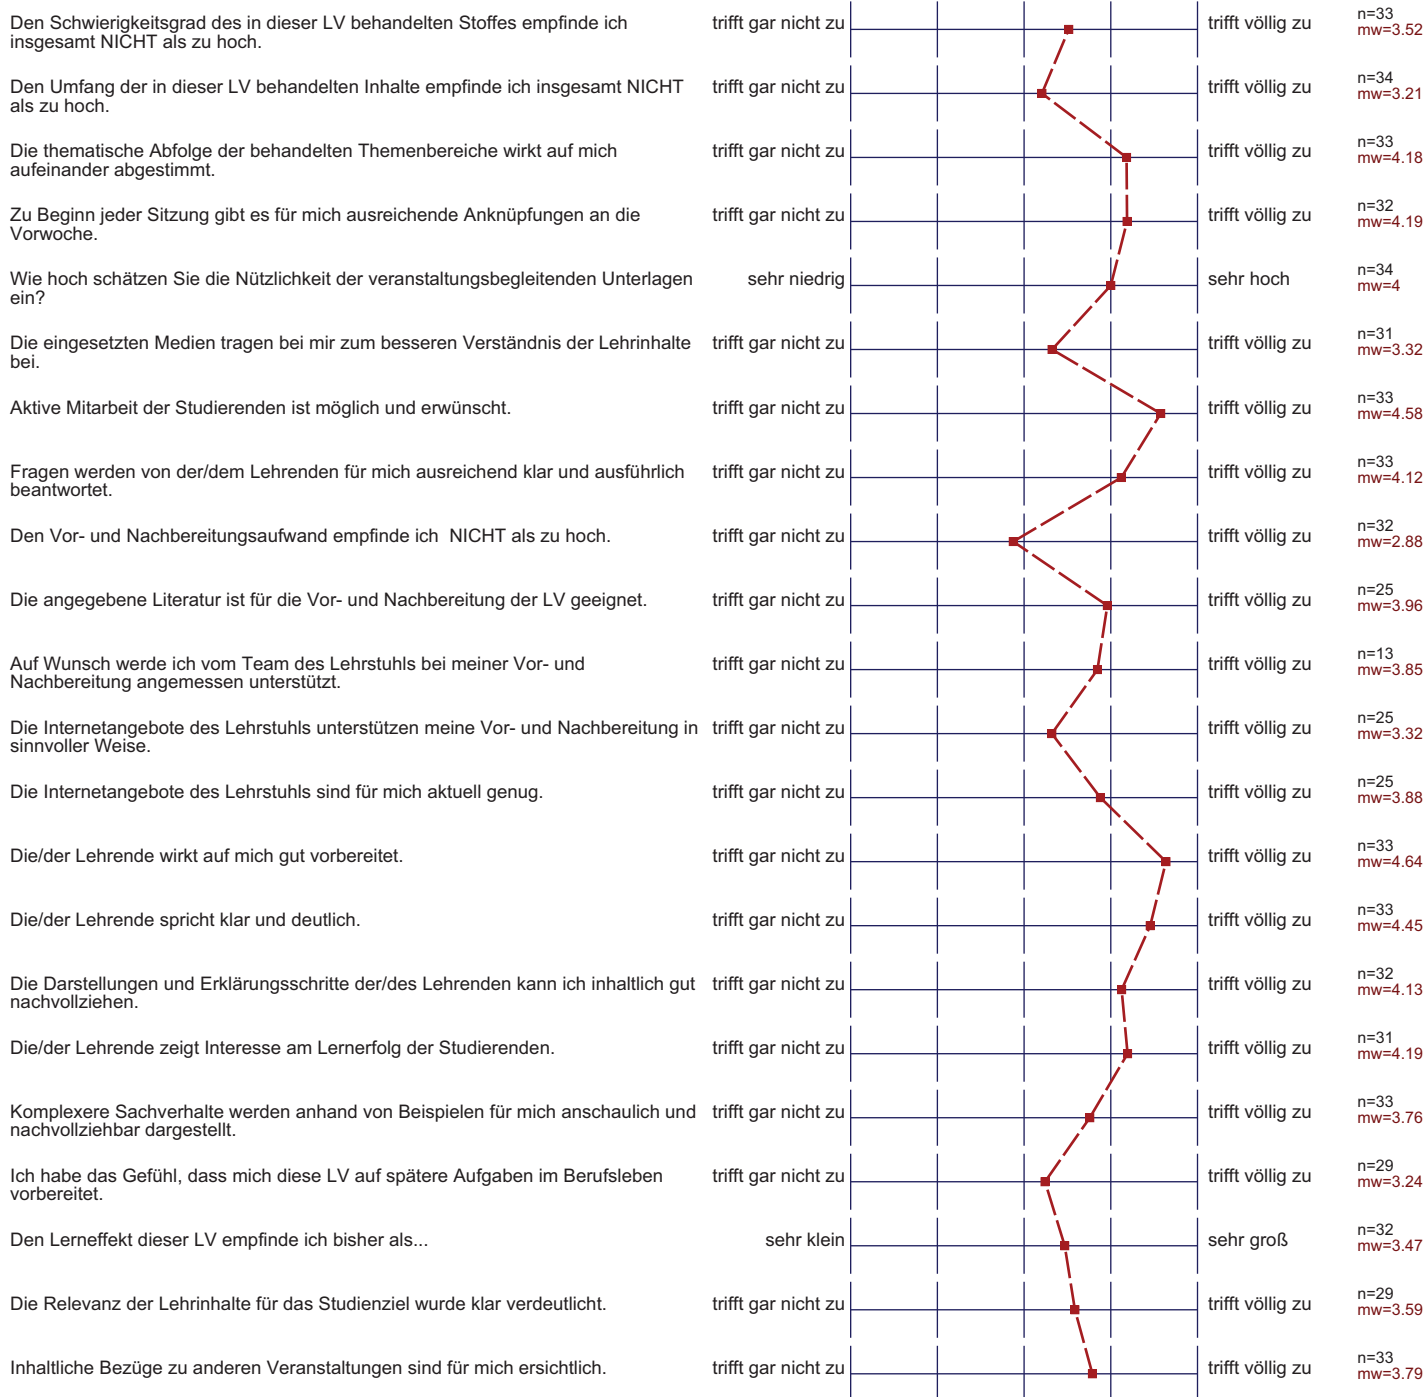 Den Schwierigkeitsgrad des in dieser LV behandelten Stoffes empfinde ich
insgesamt NICHT als zu hoch.
trifft gar nicht zu
trifft völlig zu
n=33
mw=3.52
Den Umfang der in dieser LV behandelten Inhalte empfinde ich insgesamt NICHT
als zu hoch.
trifft gar nicht zu
trifft völlig zu
n=34
mw=3.21
Die thematische Abfolge der behandelten Themenbereiche wirkt auf mich
aufeinander abgestimmt.
trifft gar nicht zu
trifft völlig zu
n=33
mw=4.18
Zu Beginn jeder Sitzung gibt es für mich ausreichende Anknüpfungen an die
Vorwoche.
trifft gar nicht zu
trifft völlig zu
n=32
mw=4.19
Wie hoch schätzen Sie die Nützlichkeit der veranstaltungsbegleitenden Unterlagen
ein?
sehr niedrig
sehr hoch
n=34
mw=4
Die eingesetzten Medien tragen bei mir zum besseren Verständnis der Lehrinhalte
bei.
trifft gar nicht zu
trifft völlig zu
n=31
mw=3.32
Aktive Mitarbeit der Studierenden ist möglich und erwünscht.
trifft gar nicht zu
trifft völlig zu
n=33
mw=4.58
Fragen werden von der/dem Lehrenden für mich ausreichend klar und ausführlich
beantwortet.
trifft gar nicht zu
trifft völlig zu
n=33
mw=4.12
Den Vor- und Nachbereitungsaufwand empfinde ich  NICHT als zu hoch.
trifft gar nicht zu
trifft völlig zu
n=32
mw=2.88
Die angegebene Literatur ist für die Vor- und Nachbereitung der LV geeignet.
trifft gar nicht zu
trifft völlig zu
n=25
mw=3.96
Auf Wunsch werde ich vom Team des Lehrstuhls bei meiner Vor- und
Nachbereitung angemessen unterstützt.
trifft gar nicht zu
trifft völlig zu
n=13
mw=3.85
Die Internetangebote des Lehrstuhls unterstützen meine Vor- und Nachbereitung in
sinnvoller Weise.
trifft gar nicht zu
trifft völlig zu
n=25
mw=3.32
Die Internetangebote des Lehrstuhls sind für mich aktuell genug.
trifft gar nicht zu
trifft völlig zu
n=25
mw=3.88
Die/der Lehrende wirkt auf mich gut vorbereitet.
trifft gar nicht zu
trifft völlig zu
n=33
mw=4.64
Die/der Lehrende spricht klar und deutlich.
trifft gar nicht zu
trifft völlig zu
n=33
mw=4.45
Die Darstellungen und Erklärungsschritte der/des Lehrenden kann ich inhaltlich gut
nachvollziehen.
trifft gar nicht zu
trifft völlig zu
n=32
mw=4.13
Die/der Lehrende zeigt Interesse am Lernerfolg der Studierenden.
trifft gar nicht zu
trifft völlig zu
n=31
mw=4.19
Komplexere Sachverhalte werden anhand von Beispielen für mich anschaulich und
nachvollziehbar dargestellt.
trifft gar nicht zu
trifft völlig zu
n=33
mw=3.76
Ich habe das Gefühl, dass mich diese LV auf spätere Aufgaben im Berufsleben
vorbereitet.
trifft gar nicht zu
trifft völlig zu
n=29
mw=3.24
Den Lerneffekt dieser LV empfinde ich bisher als...
sehr klein
sehr groß
n=32
mw=3.47
Die Relevanz der Lehrinhalte für das Studienziel wurde klar verdeutlicht.
trifft gar nicht zu
trifft völlig zu
n=29
mw=3.59
Inhaltliche Bezüge zu anderen Veranstaltungen sind für mich ersichtlich.
trifft gar nicht zu
trifft völlig zu
n=33
mw=3.79